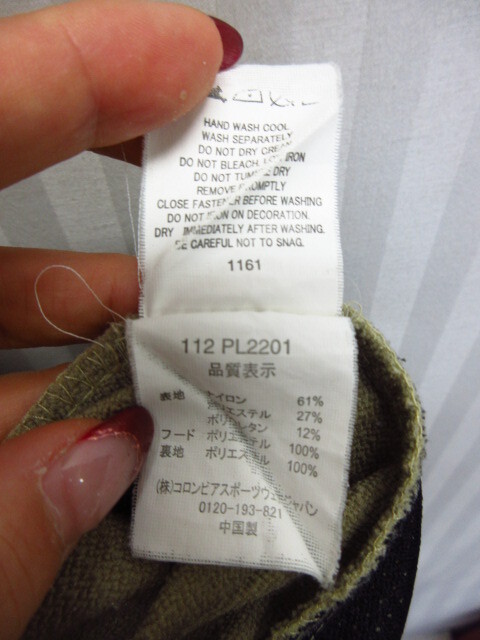 HAND WASH COOL
WASH SEPARATELY
DO NOT DRY CREAN
DO NOT BLEACH. IRON
DO NOT TUMBLE DRY
REMOVE PROMPTLY
CLOSE FASTENER BEFORE WASHING
DO NOT IRON ON DECORATION.
DRY IMMEDIATELY AFTER WASHING.
BE CAREFUL NOT TO SNAG.
1161
112 PL2201
品質表示
表地 ナイロン 61%
ポリエステル 27%
ポリウレタン 12%
フード ポリエステル 100%
裏地 ポリエステル 100%
(株)コロンビアスポーツウェアジャパン
0120-193-821
中国製